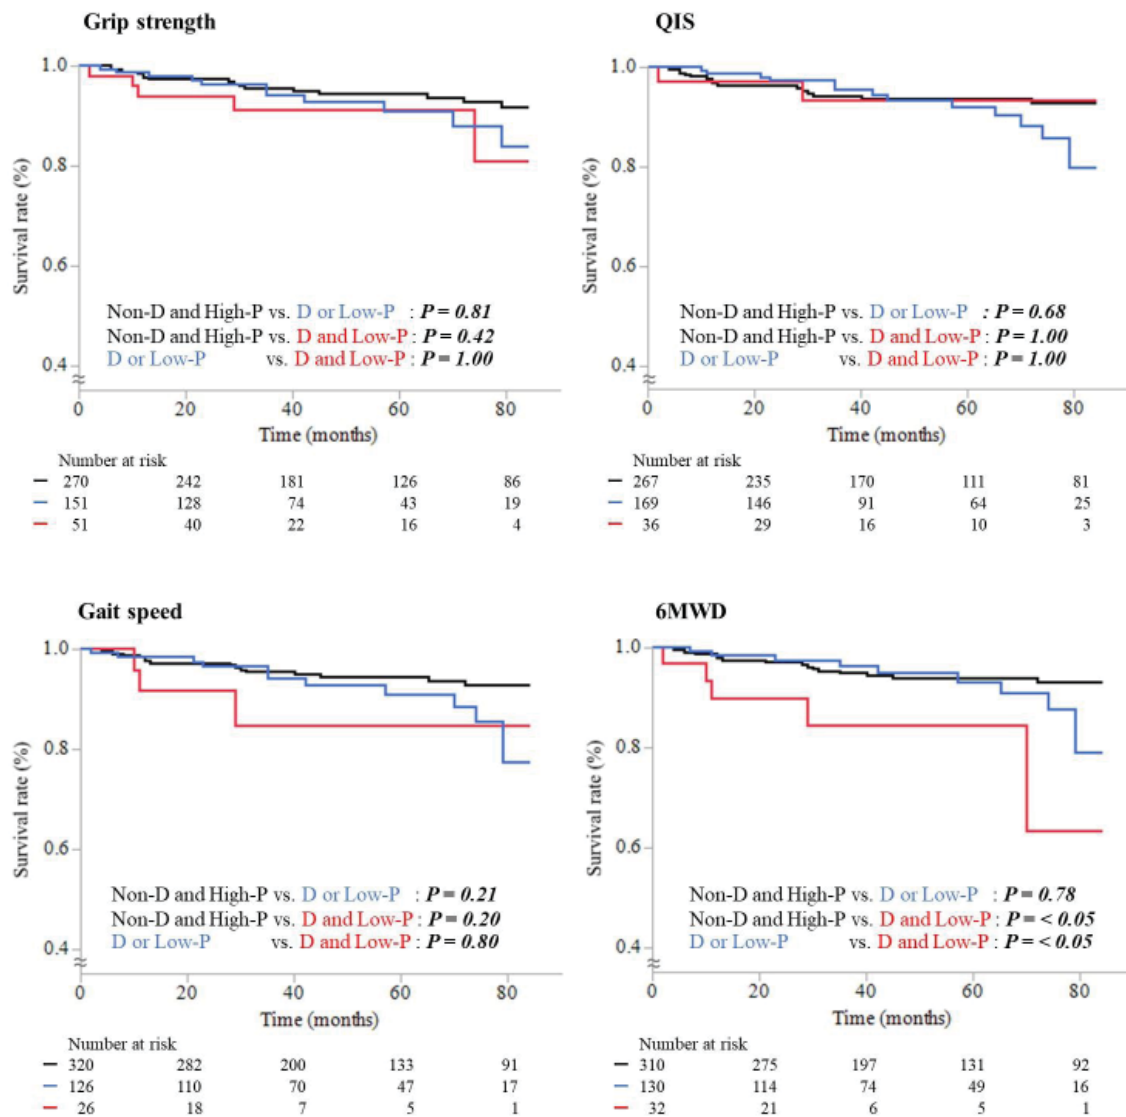 Grip strength
1.0
0.8
0.6
0.4
Survival rate (%)
Non-D and High-P vs. D or Low-P : P = 0.81
Non-D and High-P vs. D and Low-P : P = 0.42
D or Low-P vs. D and Low-P : P = 1.00
0 20 40 60 80
Time (months)
Number at risk
270 242 181 126 86
151 128 74 43 19
51 40 22 16 4
QIS
1.0
0.8
0.6
0.4
Survival rate (%)
Non-D and High-P vs. D or Low-P : P = 0.68
Non-D and High-P vs. D and Low-P : P = 1.00
D or Low-P vs. D and Low-P : P = 1.00
0 20 40 60 80
Time (months)
Number at risk
267 235 170 111 81
169 146 91 64 25
36 29 16 10 3
Gait speed
1.0
0.8
0.6
0.4
Survival rate (%)
Non-D and High-P vs. D or Low-P : P = 0.21
Non-D and High-P vs. D and Low-P : P = 0.20
D or Low-P vs. D and Low-P : P = 0.80
0 20 40 60 80
Time (months)
Number at risk
320 282 200 133 91
126 110 70 47 17
26 18 7 5 1
6MWD
1.0
0.8
0.6
0.4
Survival rate (%)
Non-D and High-P vs. D or Low-P : P = 0.78
Non-D and High-P vs. D and Low-P : P = < 0.05
D or Low-P vs. D and Low-P : P = < 0.05
0 20 40 60 80
Time (months)
Number at risk
310 275 197 131 92
130 114 74 49 16
32 21 6 5 1